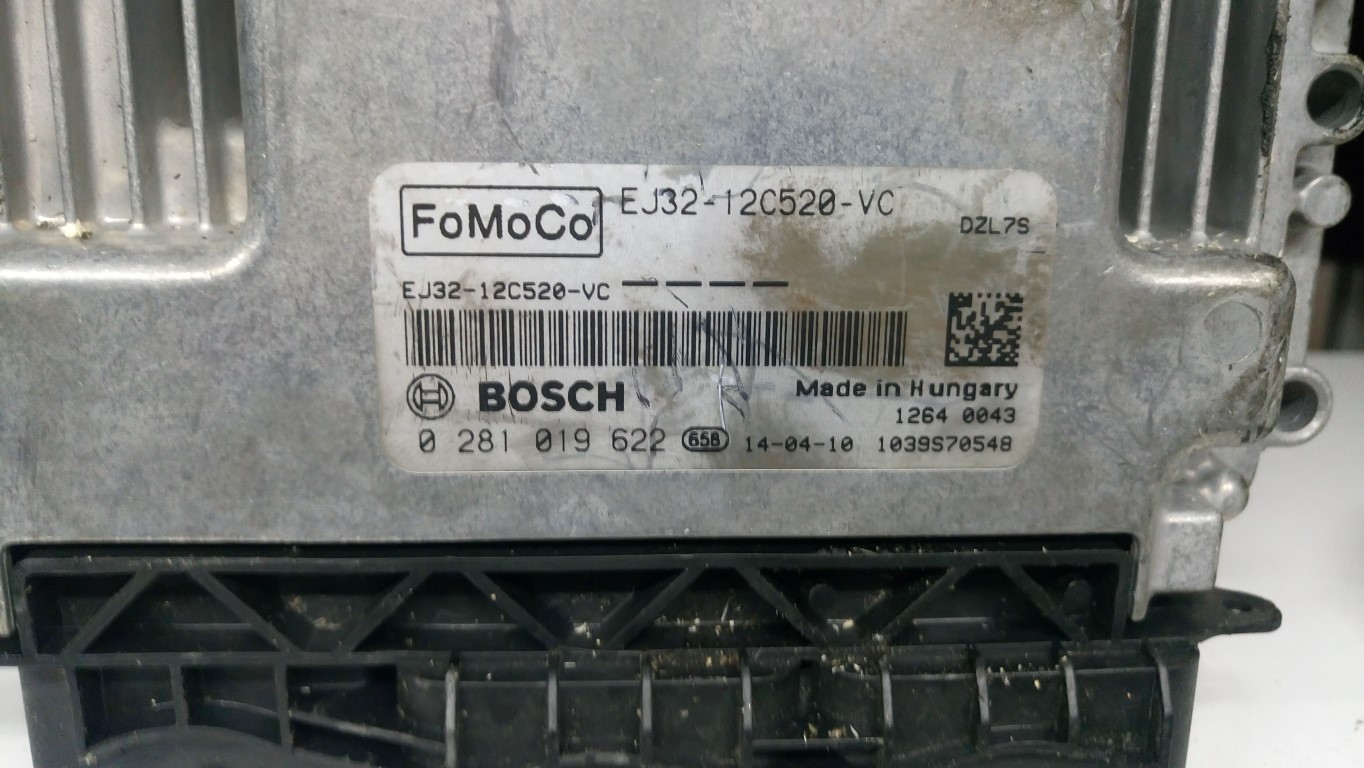 FoMoCo EJ32-12C520-VC
DZL7S
EJ32-12C520-VC ————
BOSCH Made in Hungary
1264 0043
0 281 019 622 656 14-04-10 1039S70548